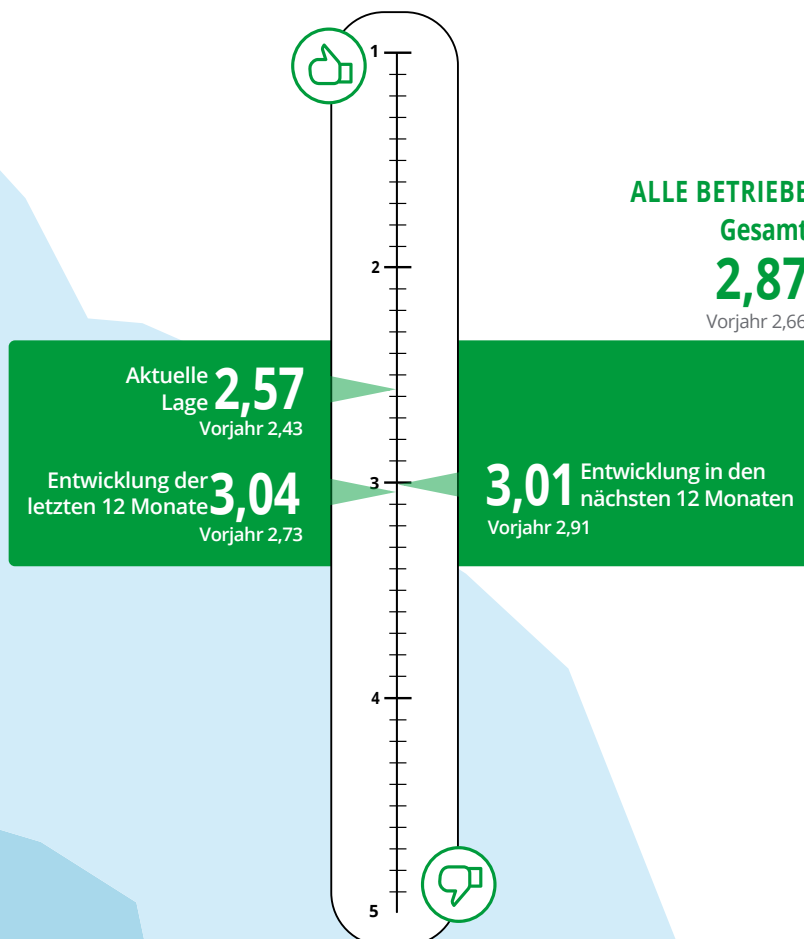 1
ALLE BETRIEBE
Gesamt
2,87
Vorjahr 2,66
2
Aktuelle
Lage 2,57
Vorjahr 2,43
Entwicklung der
letzten 12 Monate 3,04
Vorjahr 2,73
3
3,01 Entwicklung in den
nächsten 12 Monaten
Vorjahr 2,91
4
5